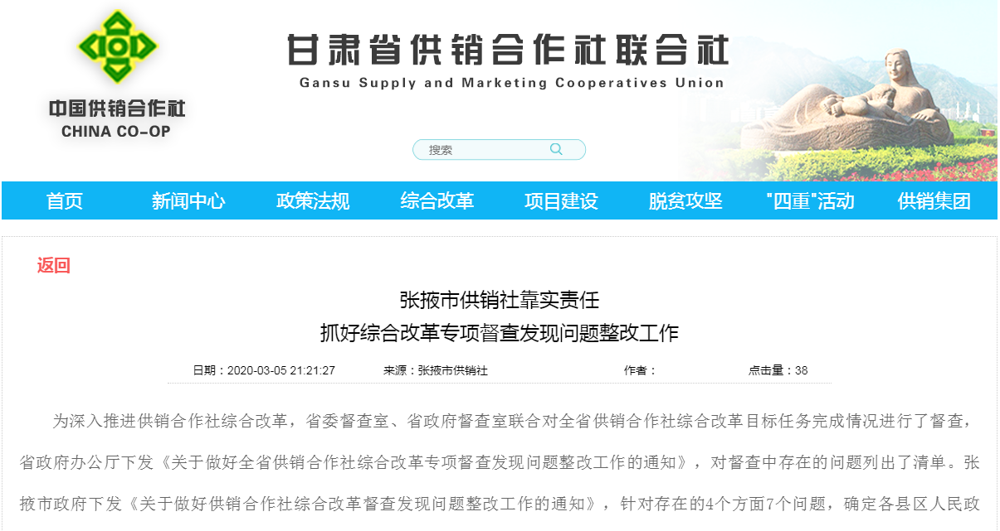 甘肃省供销合作社联合社
Gansu Supply and Marketing Cooperatives Union
中国供销合作社
CHINA CO-OP
搜索
首页 新闻中心 政策法规 综合改革 项目建设 脱贫攻坚 "四重"活动 供销集团
返回
张掖市供销社靠实责任
抓好综合改革专项督查发现问题整改工作
日期：2020-03-05 21:21:27 来源：张掖市供销社 作者： 点击量：38
为深入推进供销合作社综合改革，省委督查室、省政府督查室联合对全省供销合作社综合改革目标任务完成情况进行了督查，
省政府办公厅下发《关于做好全省供销合作社综合改革专项督查发现问题整改工作的通知》，对督查中存在的问题列出了清单。张
掖市政府下发《关于做好供销合作社综合改革督查发现问题整改工作的通知》，针对存在的4个方面7个问题，确定各县区人民政